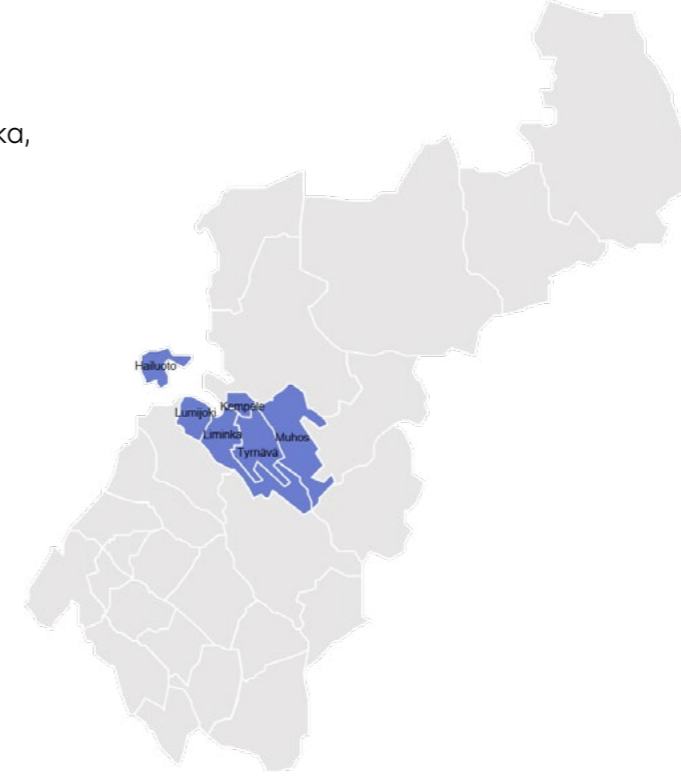 ka,
Hailuoto
Kempele
Lumijoki
Liminka
Muhos
Tyrnävä